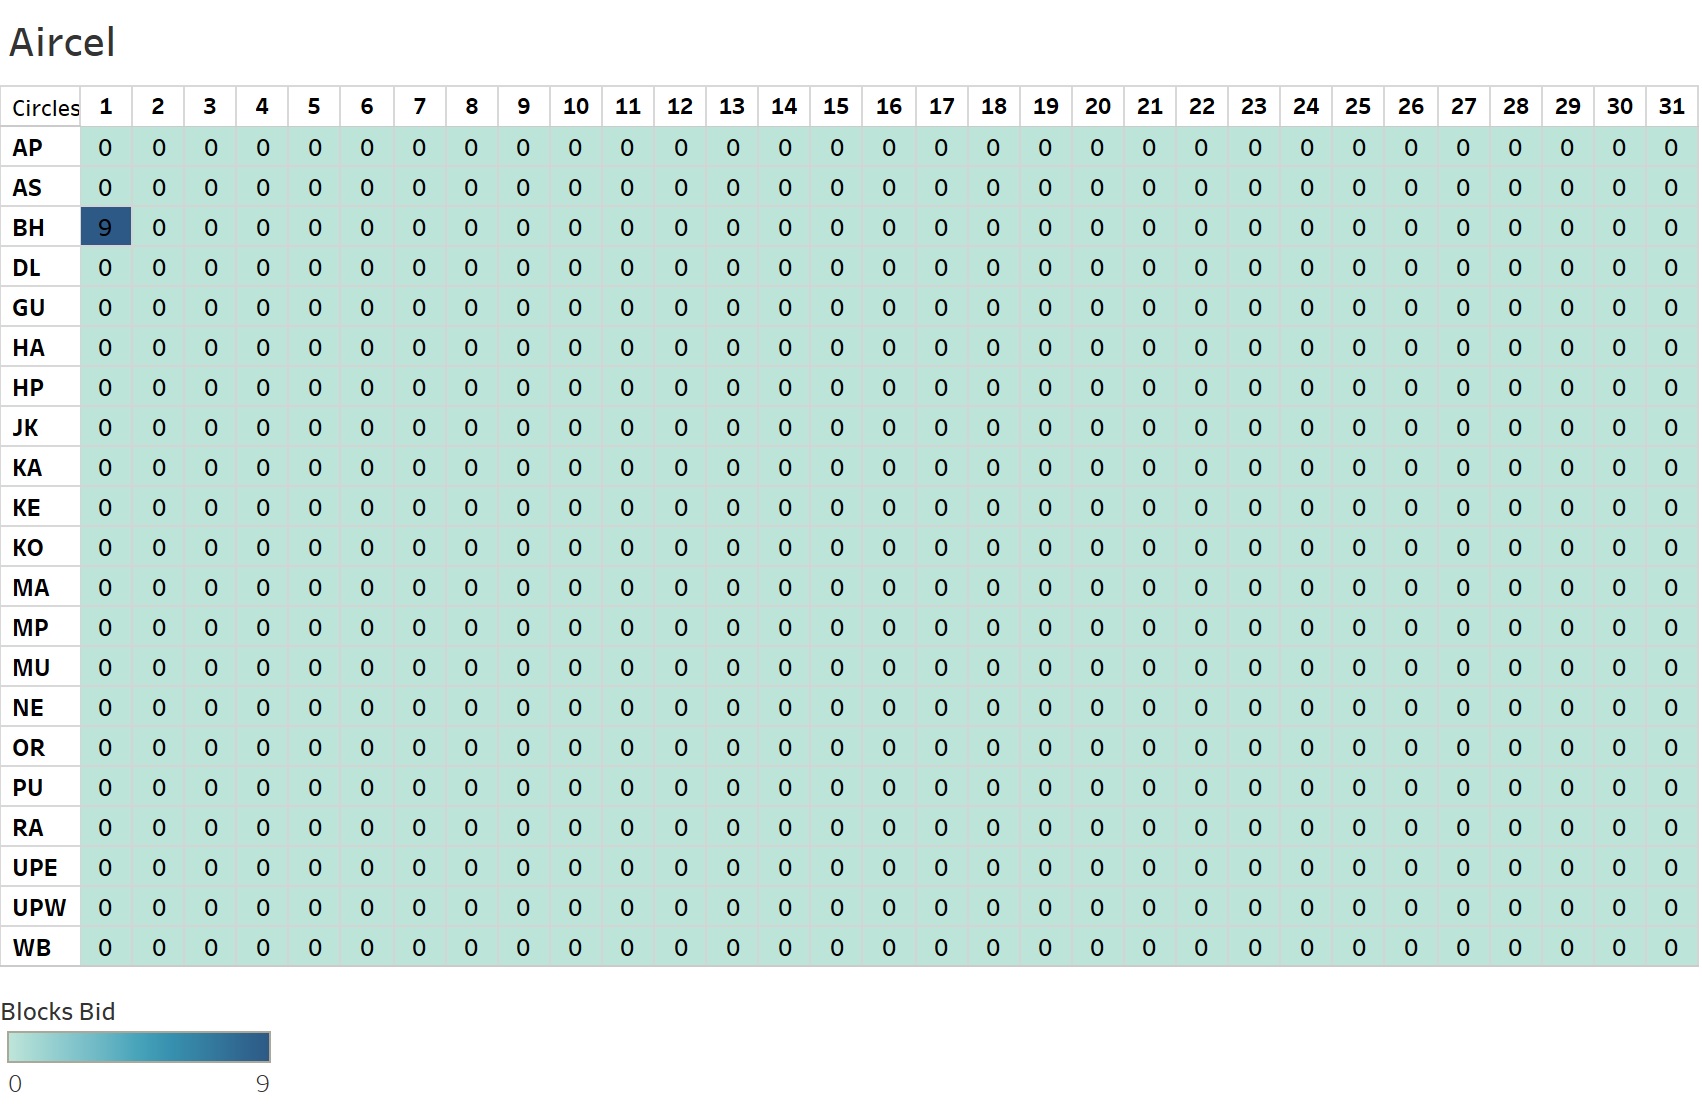 Aircel
Circles 1 2 3 4 5 6 7 8 9 10 11 12 13 14 15 16 17 18 19 20 21 22 23 24 25 26 27 28 29 30 31
AP 0 0 0 0 0 0 0 0 0 0 0 0 0 0 0 0 0 0 0 0 0 0 0 0 0 0 0 0 0 0 0
AS 0 0 0 0 0 0 0 0 0 0 0 0 0 0 0 0 0 0 0 0 0 0 0 0 0 0 0 0 0 0 0
BH 9 0 0 0 0 0 0 0 0 0 0 0 0 0 0 0 0 0 0 0 0 0 0 0 0 0 0 0 0 0 0
DL 0 0 0 0 0 0 0 0 0 0 0 0 0 0 0 0 0 0 0 0 0 0 0 0 0 0 0 0 0 0 0
GU 0 0 0 0 0 0 0 0 0 0 0 0 0 0 0 0 0 0 0 0 0 0 0 0 0 0 0 0 0 0 0
HA 0 0 0 0 0 0 0 0 0 0 0 0 0 0 0 0 0 0 0 0 0 0 0 0 0 0 0 0 0 0 0
HP 0 0 0 0 0 0 0 0 0 0 0 0 0 0 0 0 0 0 0 0 0 0 0 0 0 0 0 0 0 0 0
JK 0 0 0 0 0 0 0 0 0 0 0 0 0 0 0 0 0 0 0 0 0 0 0 0 0 0 0 0 0 0 0
KA 0 0 0 0 0 0 0 0 0 0 0 0 0 0 0 0 0 0 0 0 0 0 0 0 0 0 0 0 0 0 0
KE 0 0 0 0 0 0 0 0 0 0 0 0 0 0 0 0 0 0 0 0 0 0 0 0 0 0 0 0 0 0 0
KO 0 0 0 0 0 0 0 0 0 0 0 0 0 0 0 0 0 0 0 0 0 0 0 0 0 0 0 0 0 0 0
MA 0 0 0 0 0 0 0 0 0 0 0 0 0 0 0 0 0 0 0 0 0 0 0 0 0 0 0 0 0 0 0
MP 0 0 0 0 0 0 0 0 0 0 0 0 0 0 0 0 0 0 0 0 0 0 0 0 0 0 0 0 0 0 0
MU 0 0 0 0 0 0 0 0 0 0 0 0 0 0 0 0 0 0 0 0 0 0 0 0 0 0 0 0 0 0 0
NE 0 0 0 0 0 0 0 0 0 0 0 0 0 0 0 0 0 0 0 0 0 0 0 0 0 0 0 0 0 0 0
OR 0 0 0 0 0 0 0 0 0 0 0 0 0 0 0 0 0 0 0 0 0 0 0 0 0 0 0 0 0 0 0
PU 0 0 0 0 0 0 0 0 0 0 0 0 0 0 0 0 0 0 0 0 0 0 0 0 0 0 0 0 0 0 0
RA 0 0 0 0 0 0 0 0 0 0 0 0 0 0 0 0 0 0 0 0 0 0 0 0 0 0 0 0 0 0 0
UPE 0 0 0 0 0 0 0 0 0 0 0 0 0 0 0 0 0 0 0 0 0 0 0 0 0 0 0 0 0 0 0
UPW 0 0 0 0 0 0 0 0 0 0 0 0 0 0 0 0 0 0 0 0 0 0 0 0 0 0 0 0 0 0 0
WB 0 0 0 0 0 0 0 0 0 0 0 0 0 0 0 0 0 0 0 0 0 0 0 0 0 0 0 0 0 0 0
Blocks Bid
0 9